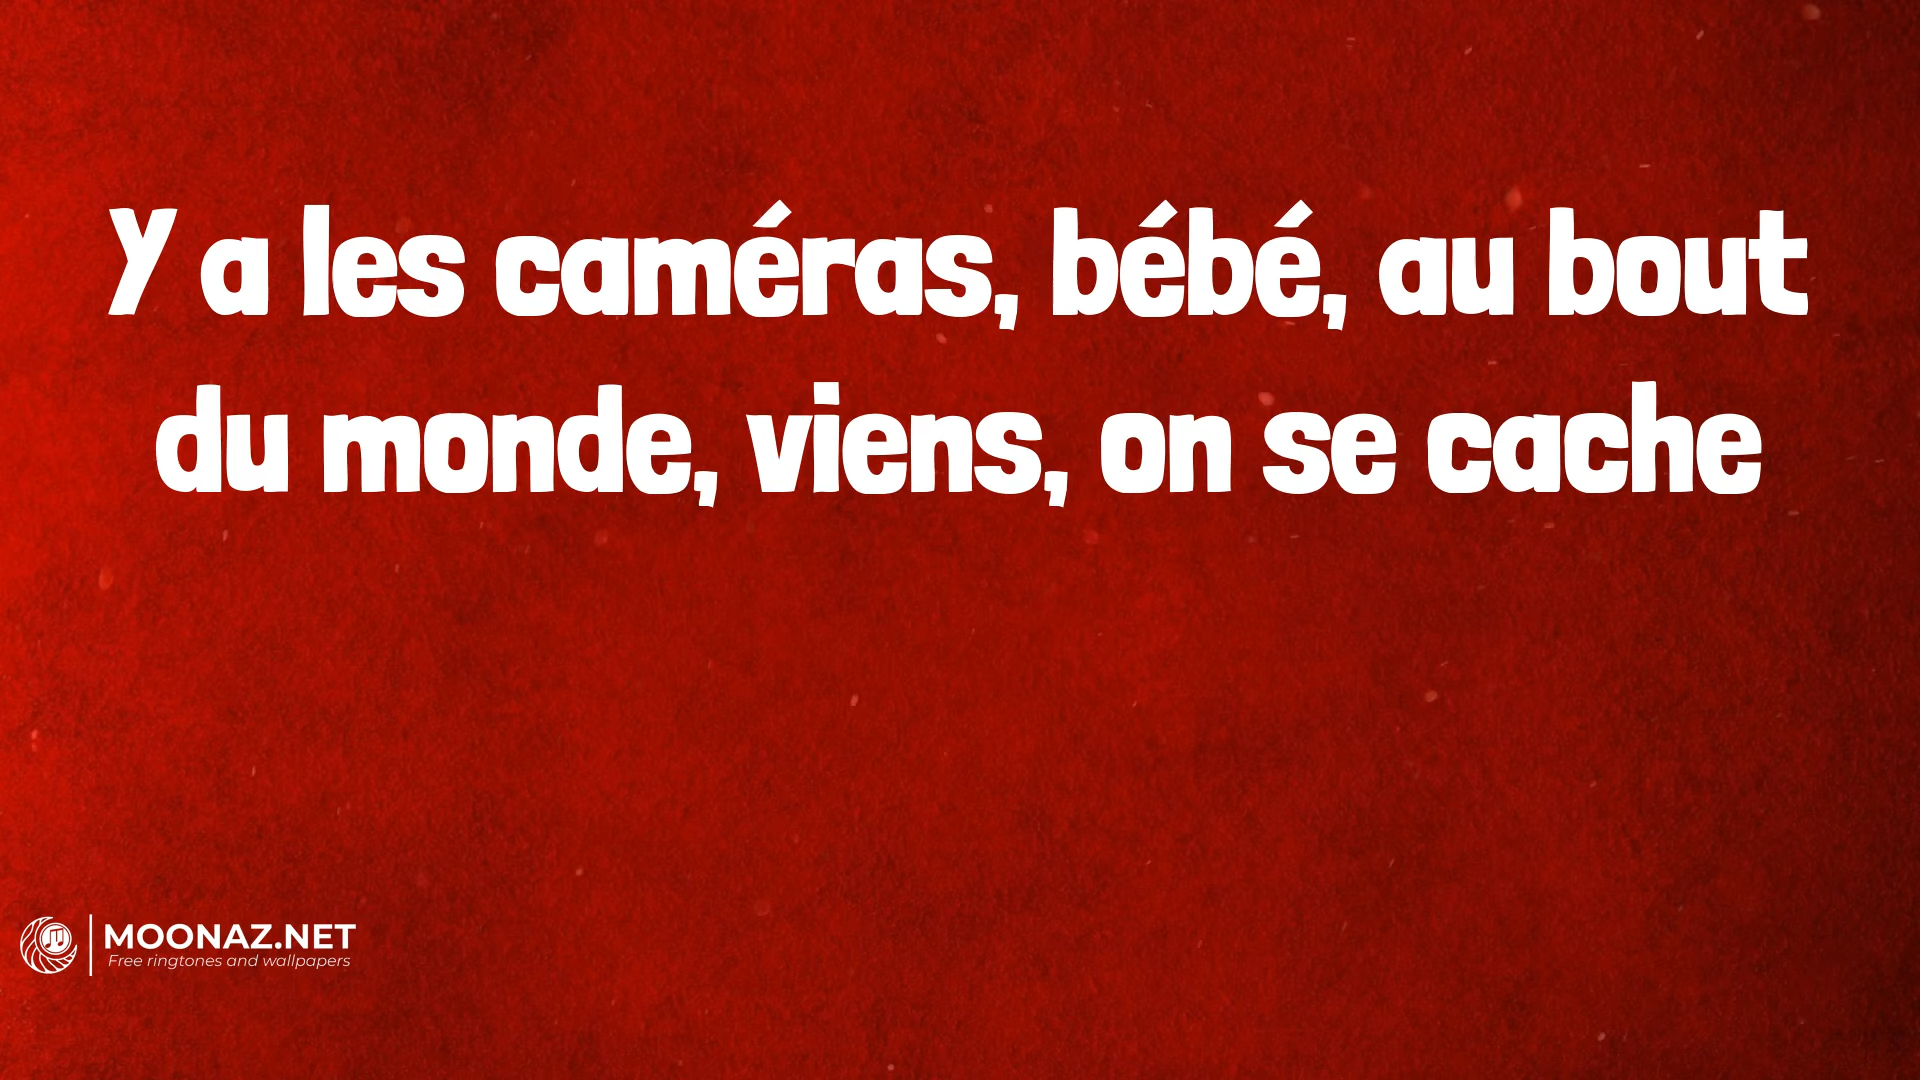 Y a les caméras, bébé, au bout
du monde, viens, on se cache
MOONAZ.NET
Free ringtones and wallpapers